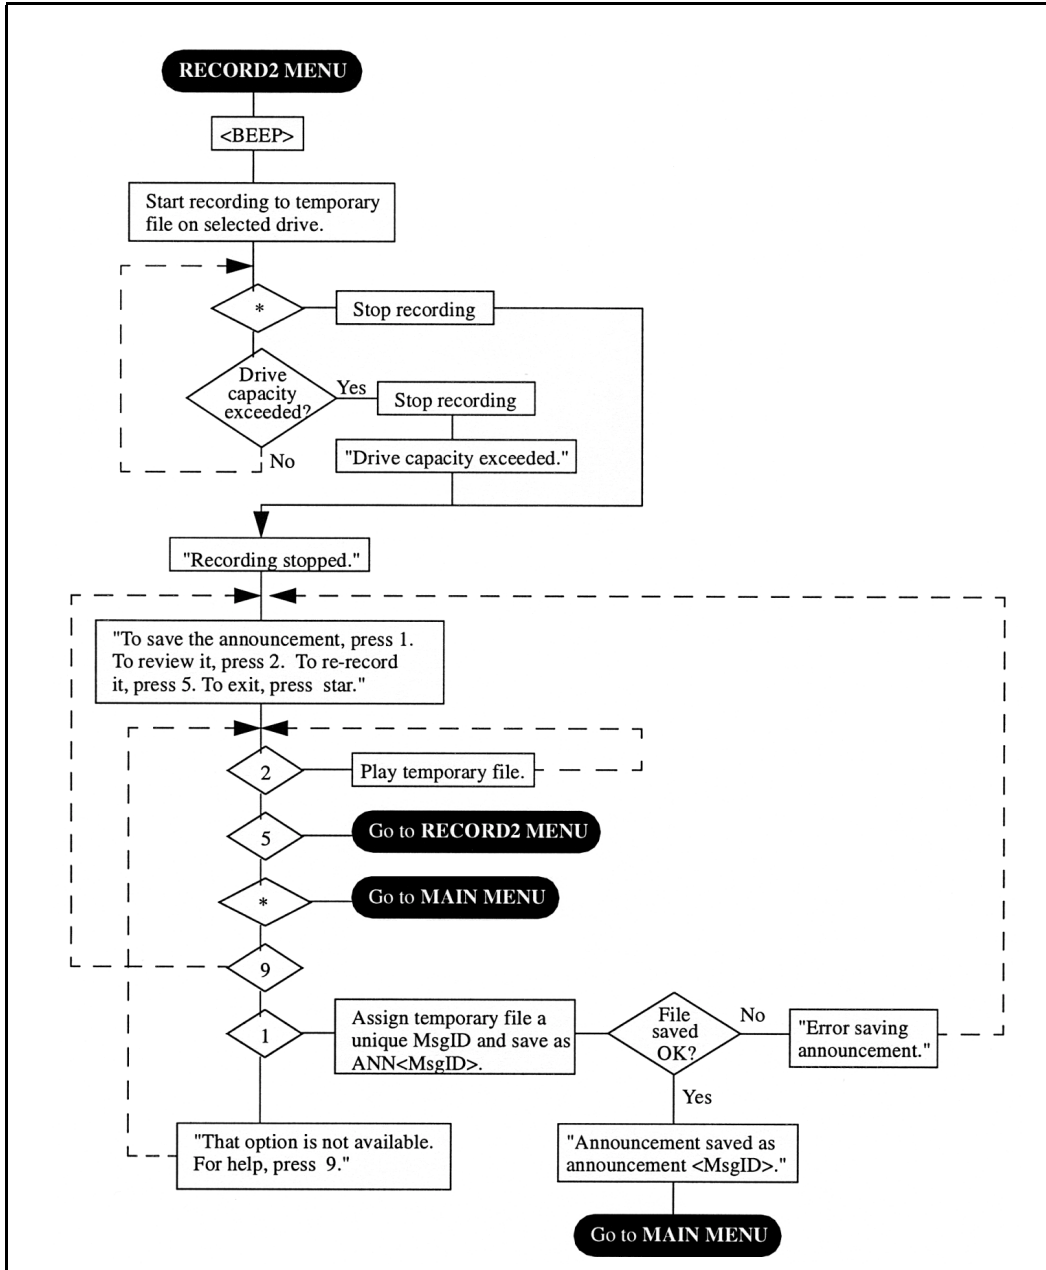 RECORD2 MENU
<BEEP>
Start recording to temporary
file on selected drive.
*
Stop recording
Drive
capacity
exceeded?
Yes
Stop recording
No
"Drive capacity exceeded."
"Recording stopped."
"To save the announcement, press 1.
To review it, press 2.  To re-record
it, press 5. To exit, press  star."
2
Play temporary file.
5
Go to RECORD2 MENU
*
Go to MAIN MENU
9
1
Assign temporary file a
unique MsgID and save as
ANN<MsgID>.
File
saved
OK?
No
"Error saving
announcement."
Yes
"That option is not available.
For help, press  9."
"Announcement saved as
announcement <MsgID>."
Go to MAIN MENU